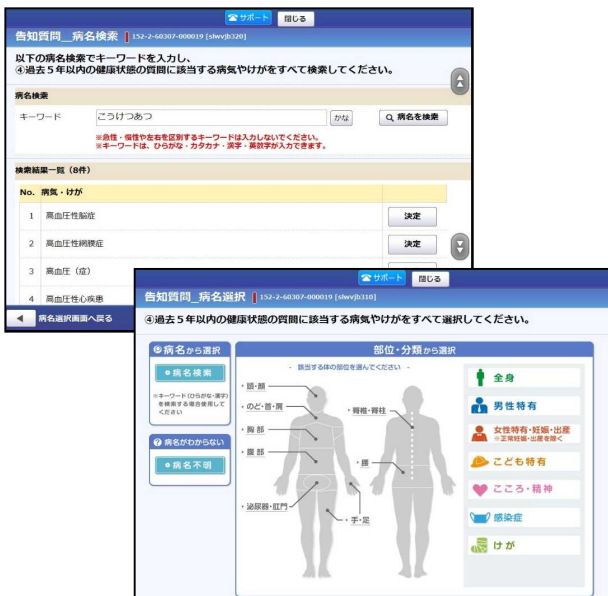 サポート 閉じる
告知質問__病名検索 152-2-60307-000019 [slwvjb320]
以下の病名検索でキーワードを入力し、
④過去５年以内の健康状態の質問に該当する病気やけがをすべて検索してください。
病名検索
キーワード こうけつあつ かな 病名を検索
※急性・慢性や左右を区別するキーワードは入力しないでください。
※キーワードは、ひらがな・カタカナ・漢字・英数字が入力できます。
検索結果一覧（8件）
No. 病気・けが
1 高血圧性脳症 決定
2 高血圧性網膜症 決定
3 高血圧（症）
4 高血圧性心疾患
病名選択画面へ戻る
サポート 閉じる
告知質問_病名選択 152-2-60307-000019 [slwvjb310]
④過去５年以内の健康状態の質問に該当する病気やけがをすべて選択してください。
病名から選択
病名検索
※キーワード(ひらがな・漢字)
を検索する場合使用して
ください
病名がわからない
病名不明
部位・分類から選択
- 該当する体の部位を選んでください -
・頭・顔
・のど・首・肩
・胸部
・腹部
・泌尿器・肛門
・手・足
・脊椎・脊柱
・腰
全身
男性特有
女性特有・妊娠・出産
※正常妊娠・出産を除く
こども特有
こころ・精神
感染症
けが